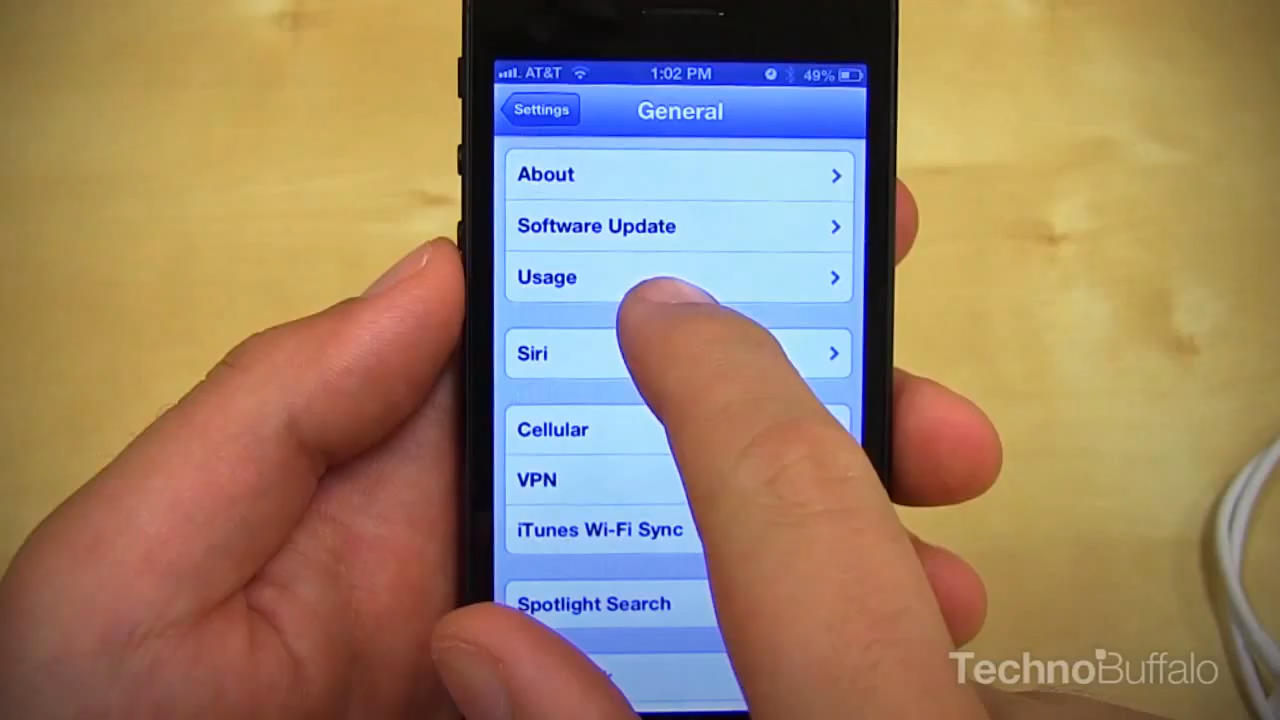 AT&T 1:02 PM 49%
Settings General
About
Software Update
Usage
Siri
Cellular
VPN
iTunes Wi-Fi Sync
Spotlight Search
TechnoBuffalo